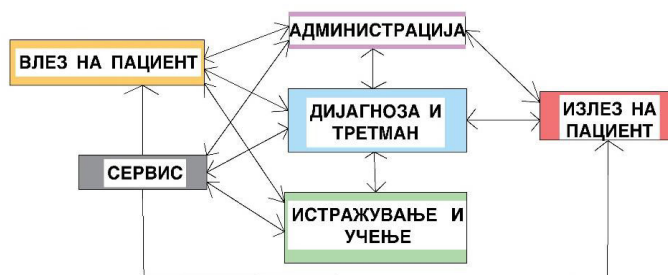 АДМИНИСТРАЦИЈА
ВЛЕЗ НА ПАЦИЕНТ
ДИЈАГНОЗА И
ТРЕТМАН
ИЗЛЕЗ НА
ПАЦИЕНТ
СЕРВИС
ИСТРАЖУВАЊЕ И
УЧЕЊЕ